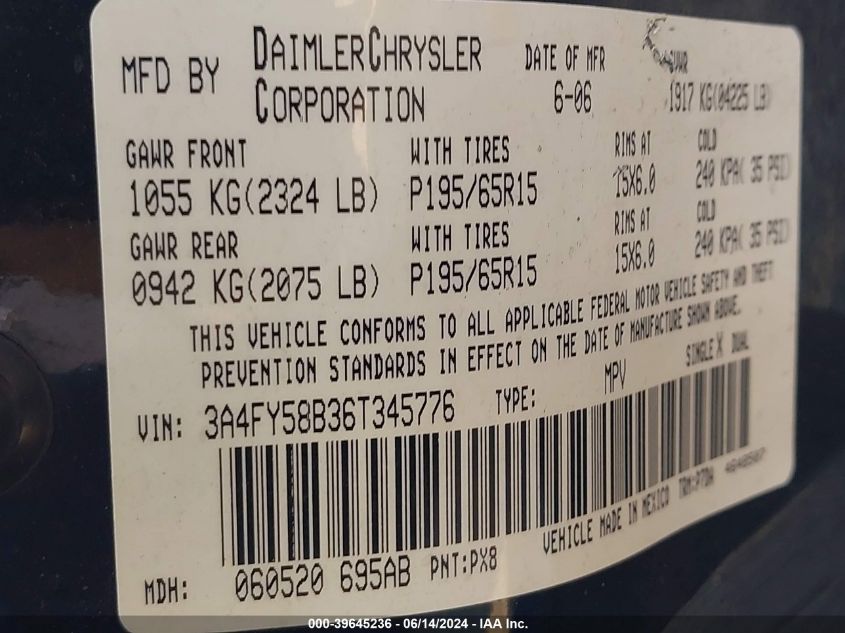 MFD BY DAIMLERCHRYSLER CORPORATION DATE OF MFR 6-06 GVWR 1917 KG(04225 LB)
GAWR FRONT WITH TIRES RIMS AT COLD
1055 KG(2324 LB) P195/65R15 15X6.0 240 KPA( 35 PSI)
GAWR REAR WITH TIRES RIMS AT COLD
0942 KG(2075 LB) P195/65R15 15X6.0 240 KPA( 35 PSI)
THIS VEHICLE CONFORMS TO ALL APPLICABLE FEDERAL MOTOR VEHICLE SAFETY AND THEFT
PREVENTION STANDARDS IN EFFECT ON THE DATE OF MANUFACTURE SHOWN ABOVE.
VIN: 3A4FY58B36T345776 TYPE: MPV SINGLE X DUAL
MDH: 060520 695AB PNT:PX8 VEHICLE MADE IN MEXICO TRM:P7DA
000-39645236 - 06/14/2024 - IAA Inc.